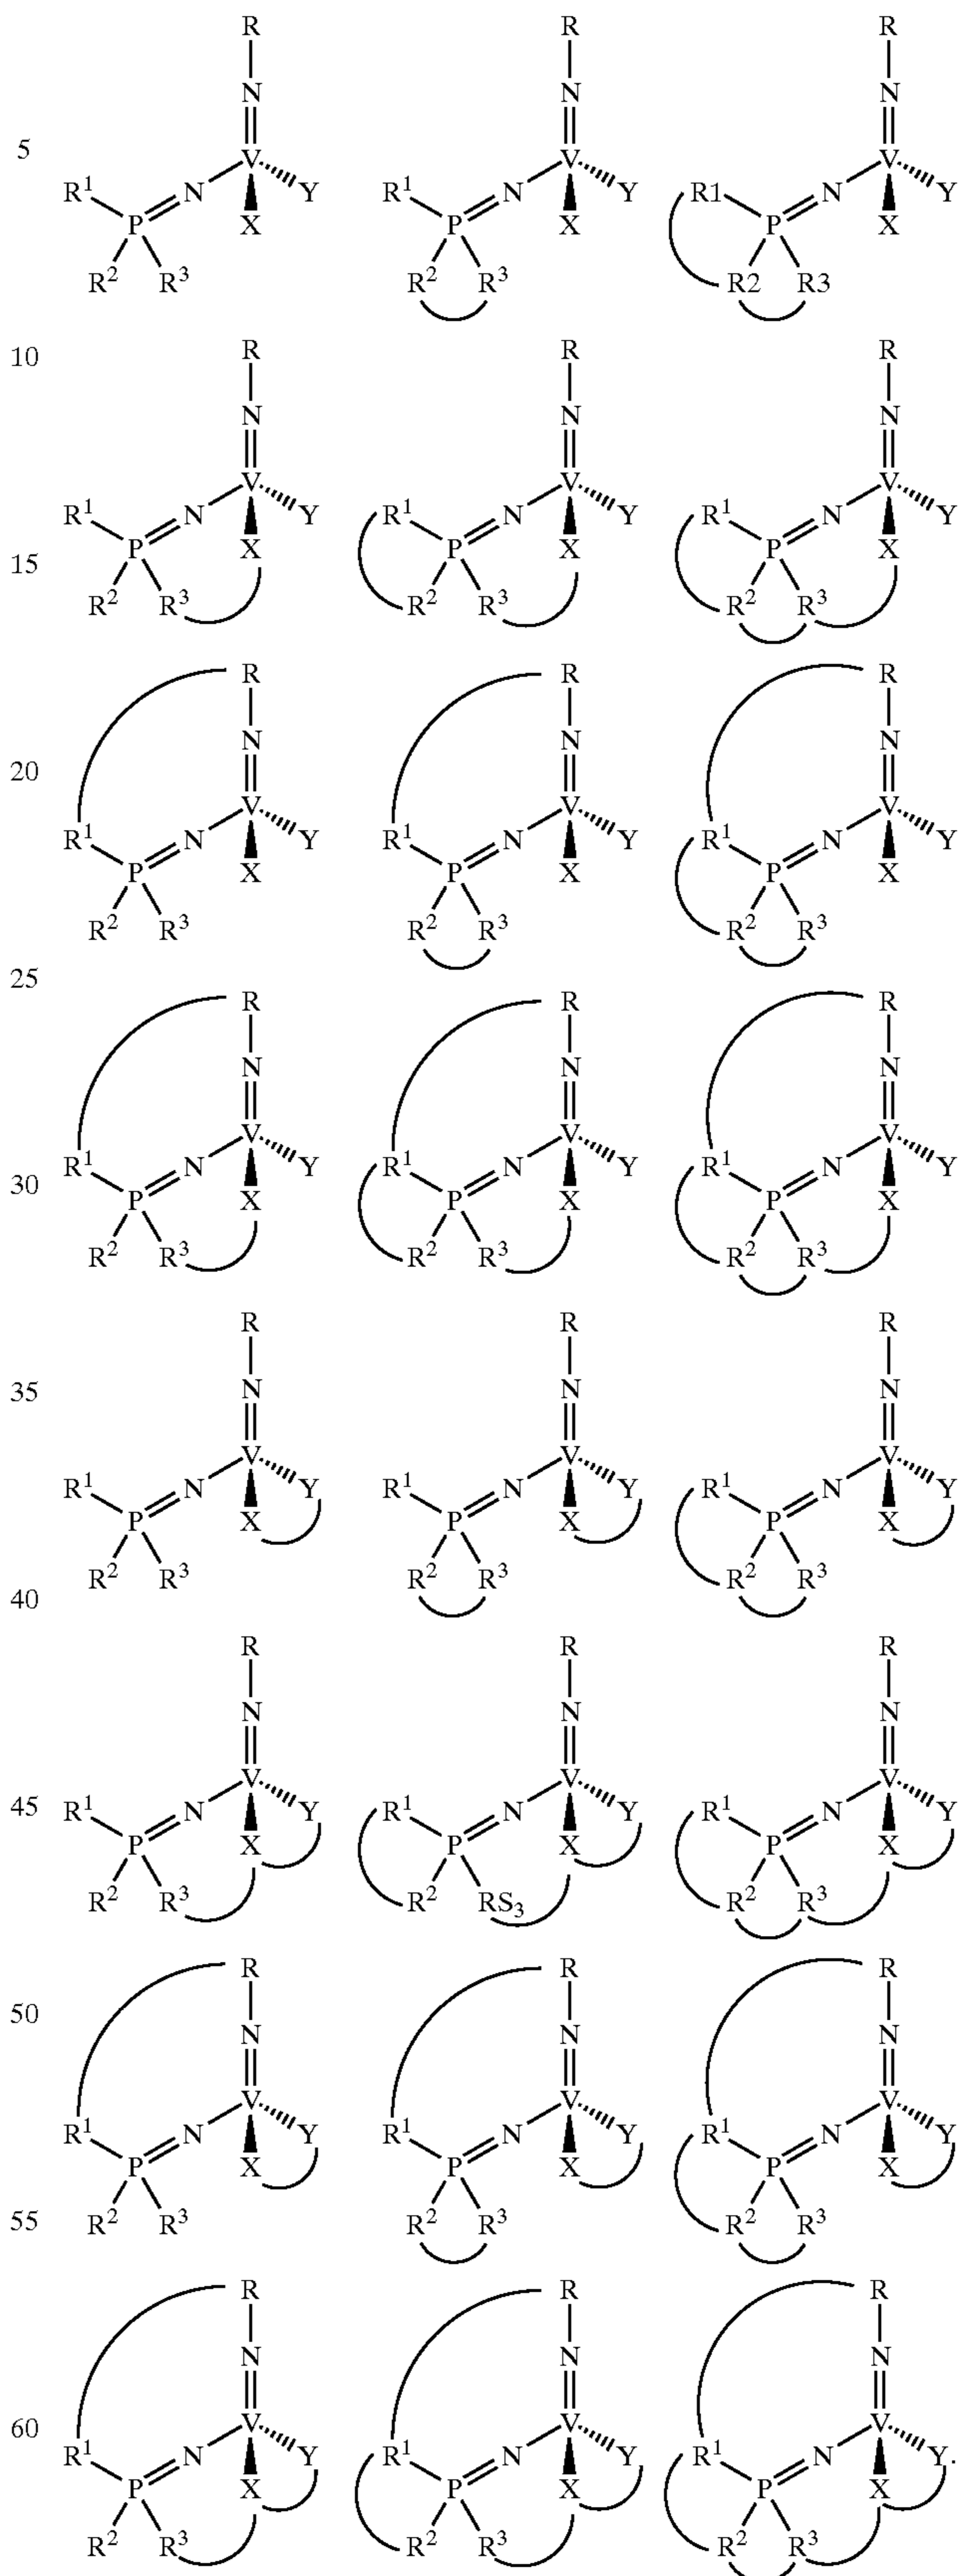 R R R
N N N
5 V V V
R¹ N Y R¹ N Y R1 N Y
P X P X P X
R² R³ R² R³ R2 R3
10 R R R
N N N
V V V
R¹ N Y R¹ N Y R¹ N Y
15 P X P X P X
R² R³ R² R³ R² R³
R R R
20 N N N
V V V
R¹ N Y R¹ N Y R¹ N Y
P X P X P X
R² R³ R² R³ R² R³
25 R R R
N N N
V V V
30 R¹ N Y R¹ N Y R¹ N Y
P X P X P X
R² R³ R² R³ R² R³
R R R
35 N N N
V V V
R¹ N Y R¹ N Y R¹ N Y
P X P X P X
40 R² R³ R² R³ R² R³
R R R
N N N
V V V
45 R¹ N Y R¹ N Y R¹ N Y
P X P X P X
R² R³ R² RS₃ R² R³
R R R
50 N N N
V V V
R¹ N Y R¹ N Y R¹ N Y
P X P X P X
55 R² R³ R² R³ R² R³
R R R
N N N
60 V V V
R¹ N Y R¹ N Y R¹ N Y.
P X P X P X
R² R³ R² R³ R² R³